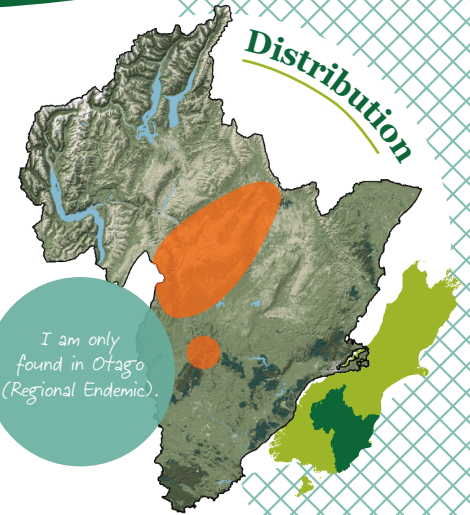 Distribution
I am only
found in Otago
(Regional Endemic).